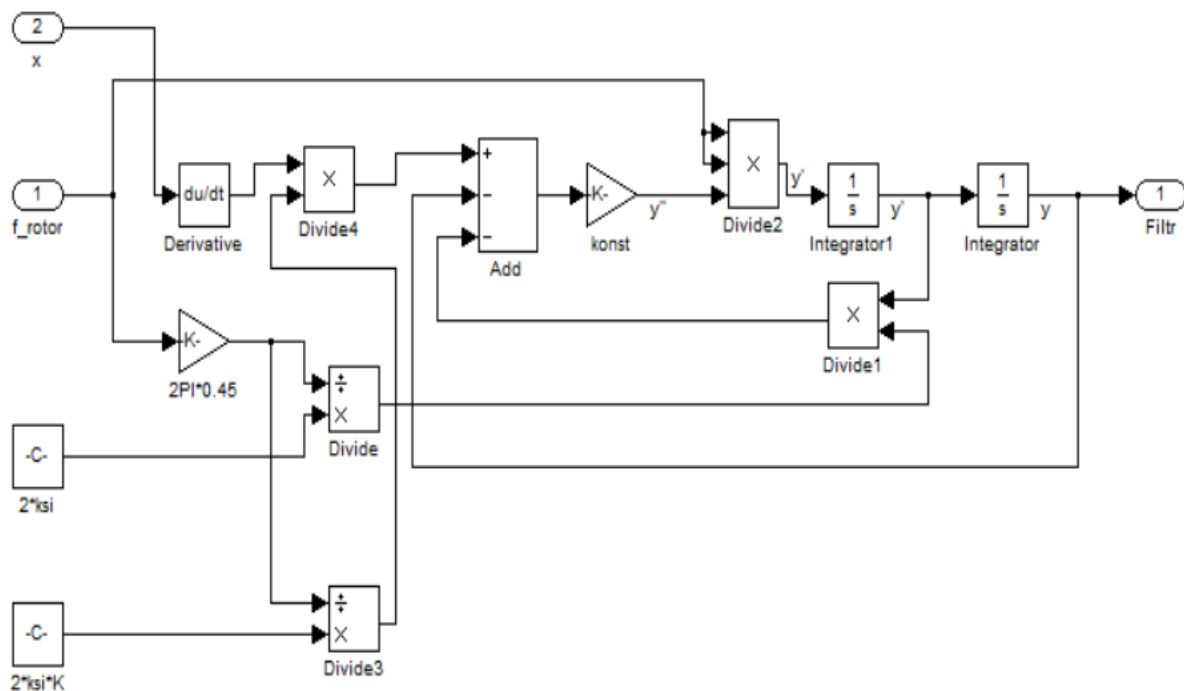 2
x
1
f_rotor
du/dt
Derivative
X
Divide4
+
−
−
Add
-K-
konst
y''
X
Divide2
y'
1
s
Integrator1
y'
1
s
Integrator
y
1
Filtr
X
Divide1
-K-
2PI*0.45
÷
X
Divide
-C-
2*ksi
÷
X
Divide3
-C-
2*ksi*K